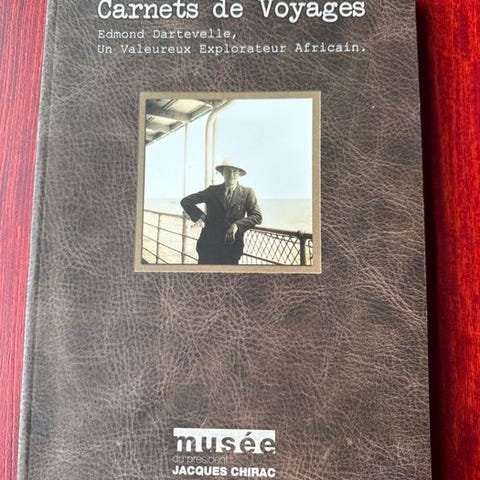 Carnets de Voyages
Edmond Dartevelle,
Un Valeureux Explorateur Africain.
musée
du président
JACQUES CHIRAC